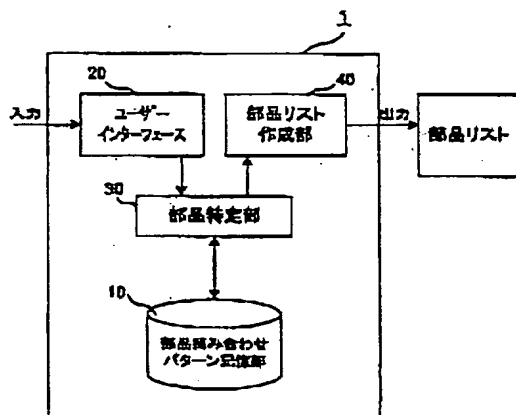 1
20
40
入力
ユーザー
インターフェース
部品リスト
作成部
出力
部品リスト
30
部品特定部
10
部品組み合わせ
パターン記憶部